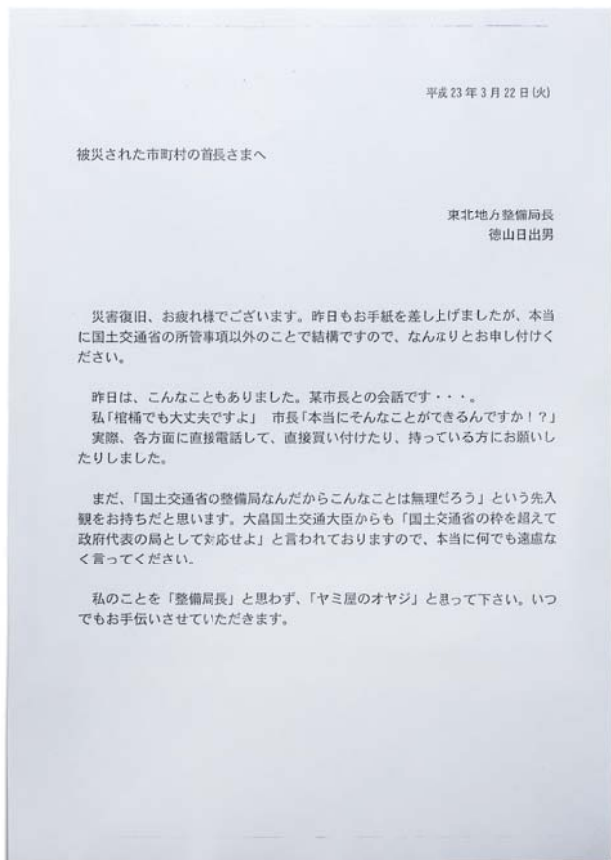 平成 23 年 3 月 22 日(火)
被災された市町村の首長さまへ
東北地方整備局長
徳山日出男
災害復旧、お疲れ様でございます。昨日もお手紙を差し上げましたが、本当
に国土交通省の所管事項以外のことで結構ですので、なんなりとお申し付けく
ださい。
昨日は、こんなこともありました。某市長との会話です・・・。
私「棺桶でも大丈夫ですよ」 市長「本当にそんなことができるんですか!?」
実際、各方面に直接電話して、直接買い付けたり、持っている方にお願いし
たりしました。
まだ、「国土交通省の整備局なんだからこんなことは無理だろう」という先入
観をお持ちだと思います。大畠国土交通大臣からも「国土交通省の枠を超えて
政府代表の局として対応せよ」と言われておりますので、本当に何でも遠慮な
く言ってください。
私のことを「整備局長」と思わず、「ヤミ屋のオヤジ」と思って下さい。いつ
でもお手伝いさせていただきます。